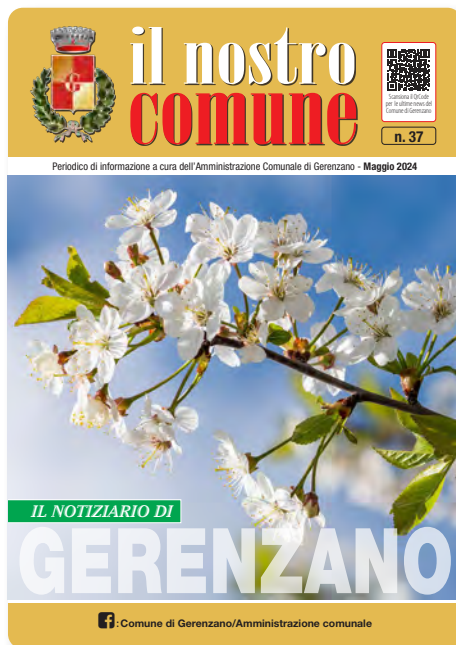 il nostro
comune
Scansiona il QrCode
per le ultime news del
Comune di Gerenzano
n. 37
Periodico di informazione a cura dell'Amministrazione Comunale di Gerenzano - Maggio 2024
G
IL NOTIZIARIO DI
GERENZANO
: Comune di Gerenzano/Amministrazione comunale